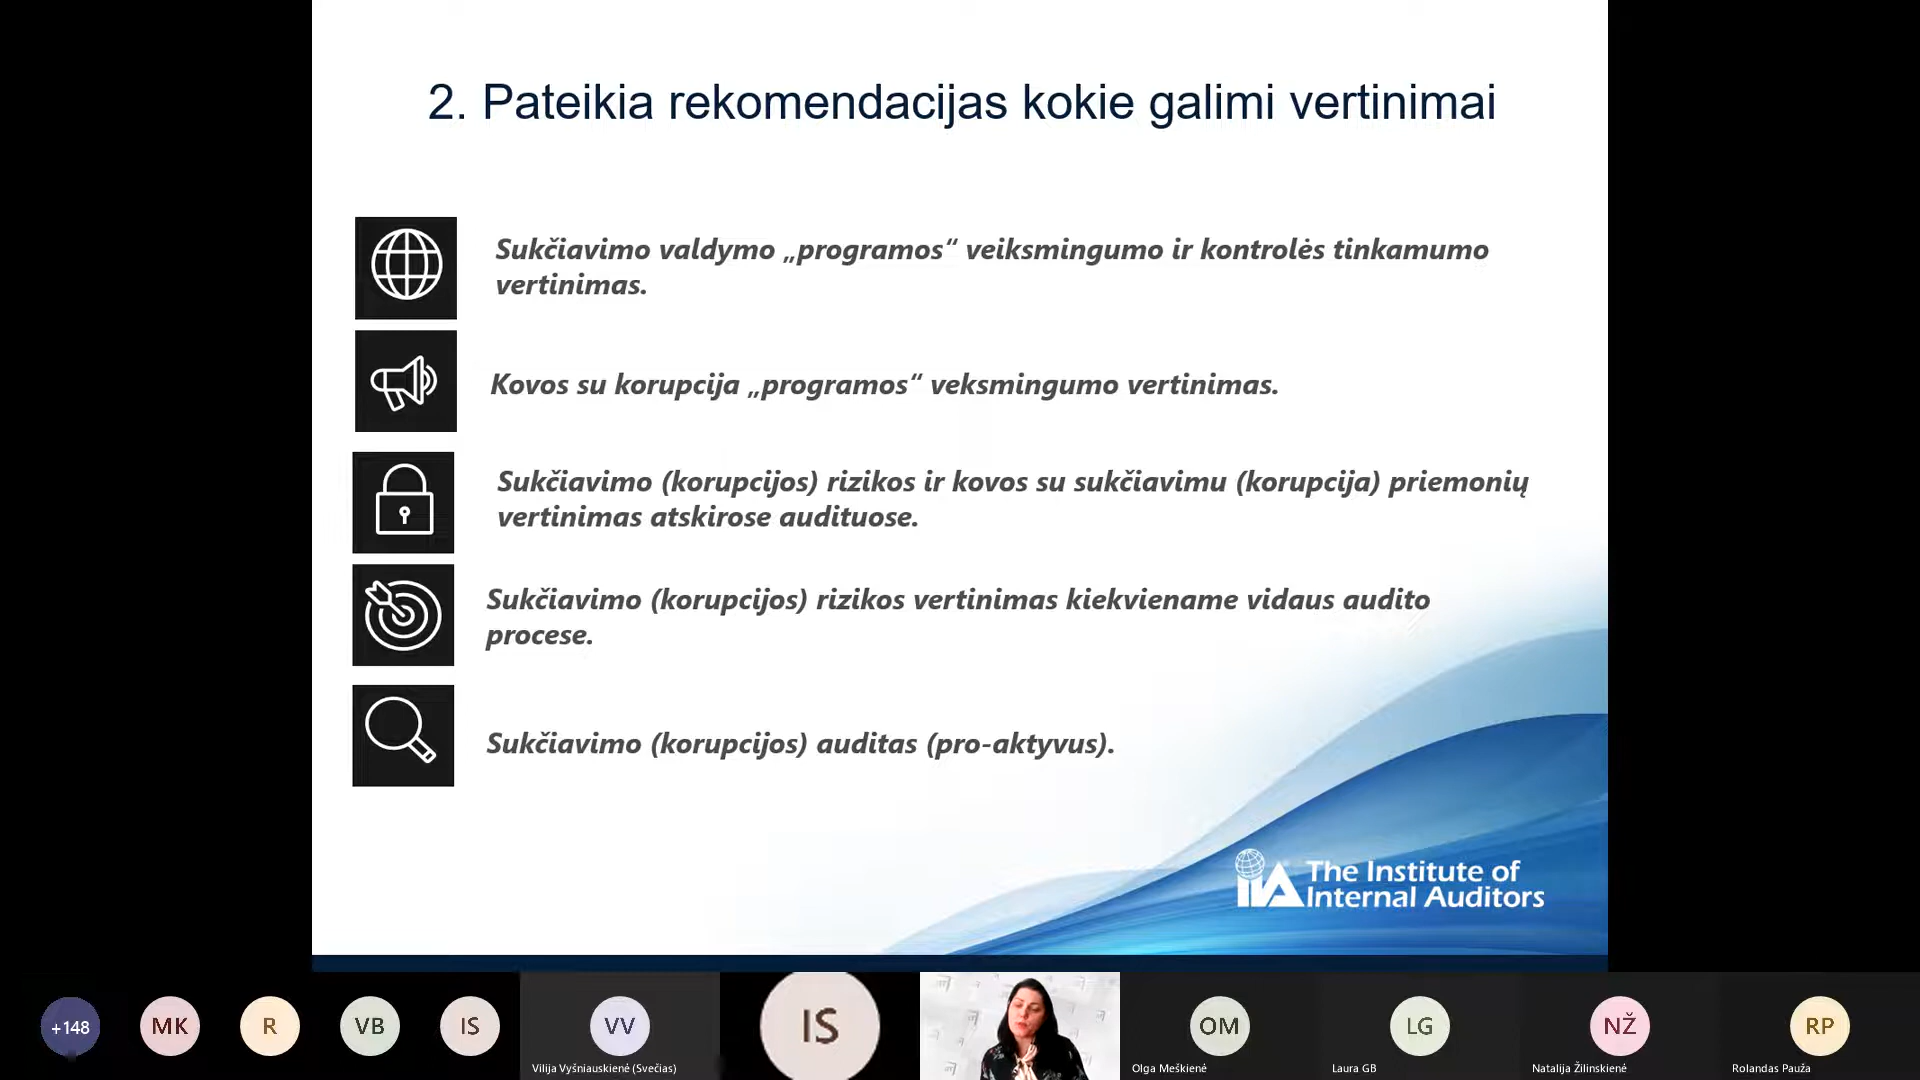 2. Pateikia rekomendacijas kokie galimi vertinimai
Sukčiavimo valdymo „programos“ veiksmingumo ir kontrolės tinkamumo
vertinimas.
Kovos su korupcija „programos“ veksmingumo vertinimas.
Sukčiavimo (korupcijos) rizikos ir kovos su sukčiavimu (korupcija) priemonių
vertinimas atskirose audituose.
Sukčiavimo (korupcijos) rizikos vertinimas kiekviename vidaus audito
procese.
Sukčiavimo (korupcijos) auditas (pro-aktyvus).
IIA The Institute of
Internal Auditors
+148
MK
R
VB
IS
VV
Vilija Vyšniauskienė (Svečias)
IS
OM
Olga Meškienė
LG
Laura GB
NŽ
Natalija Žilinskienė
RP
Rolandas Pauža